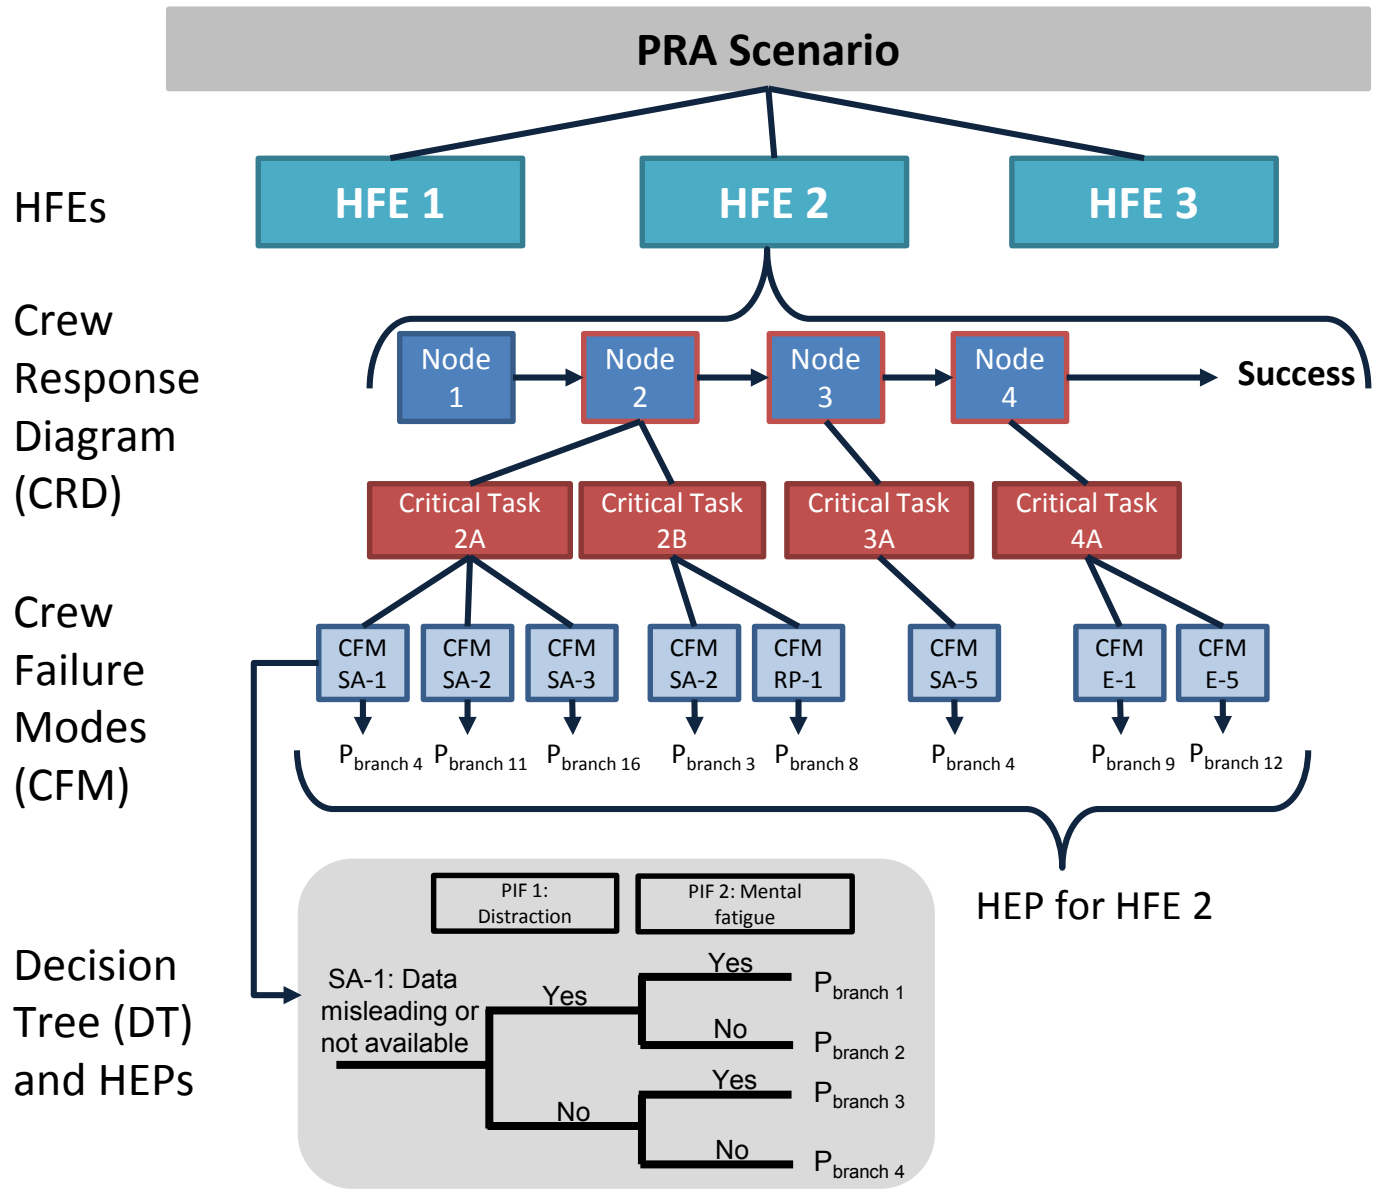 PRA Scenario
HFEs
HFE 1
HFE 2
HFE 3
Crew
Response
Diagram
(CRD)
Node
1
Node
2
Node
3
Node
4
Success
Critical Task
2A
Critical Task
2B
Critical Task
3A
Critical Task
4A
Crew
Failure
Modes
(CFM)
CFM
SA-1
CFM
SA-2
CFM
SA-3
CFM
SA-2
CFM
RP-1
CFM
SA-5
CFM
E-1
CFM
E-5
Pbranch 4
Pbranch 11
Pbranch 16
Pbranch 3
Pbranch 8
Pbranch 4
Pbranch 9
Pbranch 12
HEP for HFE 2
Decision
Tree (DT)
and HEPs
PIF 1:
Distraction
PIF 2: Mental
fatigue
SA-1: Data
misleading or
not available
Yes
No
Yes
No
Yes
No
Pbranch 1
Pbranch 2
Pbranch 3
Pbranch 4